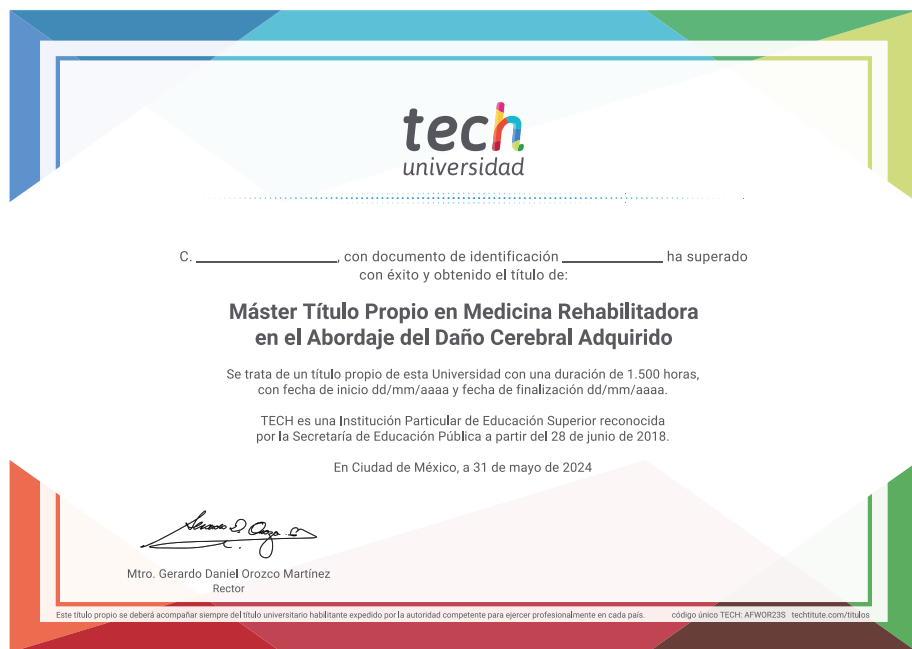 tech
universidad
C. ____________, con documento de identificación ____________ ha superado
con éxito y obtenido el título de:
Máster Título Propio en Medicina Rehabilitadora
en el Abordaje del Daño Cerebral Adquirido
Se trata de un título propio de esta Universidad con una duración de 1.500 horas,
con fecha de inicio dd/mm/aaaa y fecha de finalización dd/mm/aaaa.
TECH es una Institución Particular de Educación Superior reconocida
por la Secretaría de Educación Pública a partir del 28 de junio de 2018.
En Ciudad de México, a 31 de mayo de 2024
Mtro. Gerardo Daniel Orozco Martínez
Rector
Este título propio se deberá acompañar siempre del título universitario habilitante expedido por la autoridad competente para ejercer profesionalmente en cada país. código único TECH: AFWOR23S techtitute.com/titulos